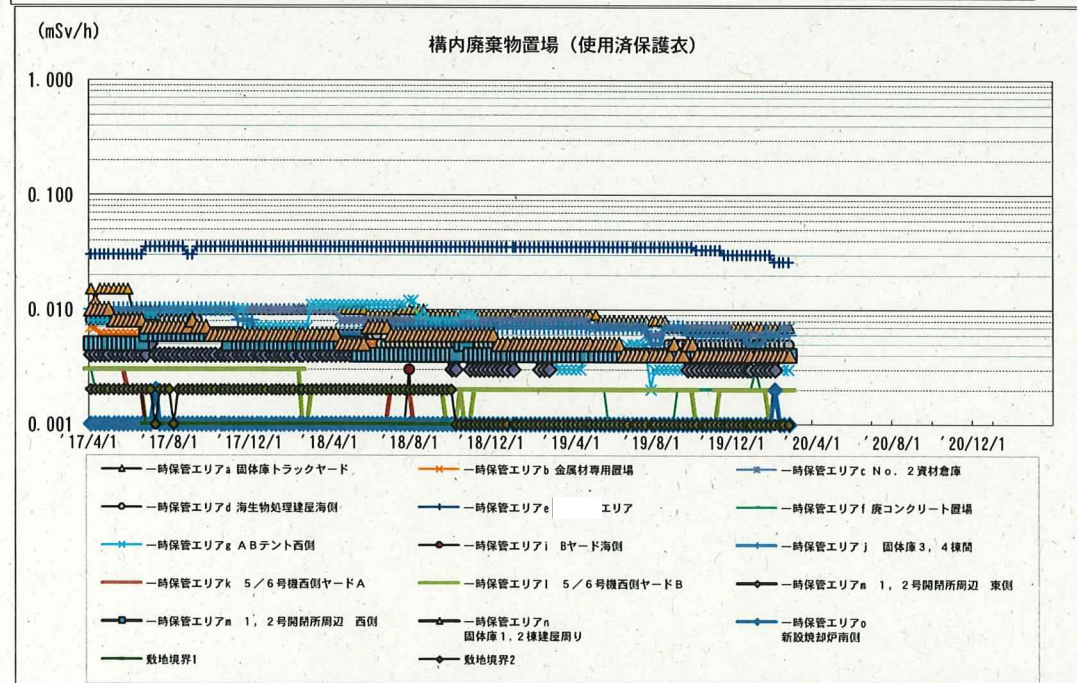 (mSv/h)
構内廃棄物置場（使用済保護衣）
1.000
0.100
0.010
0.001
'17/4/1 '17/8/1 '17/12/1 '18/4/1 '18/8/1 '18/12/1 '19/4/1 '19/8/1 '19/12/1 '20/4/1 '20/8/1 '20/12/1
一時保管エリアa 固体庫トラックヤード 一時保管エリアb 金属材専用置場 一時保管エリアc No．2資材倉庫
一時保管エリアd 海生物処理建屋海側 一時保管エリアe エリア 一時保管エリアf 廃コンクリート置場
一時保管エリアg ABテント西側 一時保管エリアi Bヤード海側 一時保管エリアj 固体庫3，4棟間
一時保管エリアk 5／6号機西側ヤードA 一時保管エリアl 5／6号機西側ヤードB 一時保管エリアm 1，2号開閉所周辺 東側
一時保管エリアm 1，2号開閉所周辺 西側 一時保管エリアn 一時保管エリアo
固体庫1，2棟建屋周り 新設焼却炉南側
敷地境界1 敷地境界2